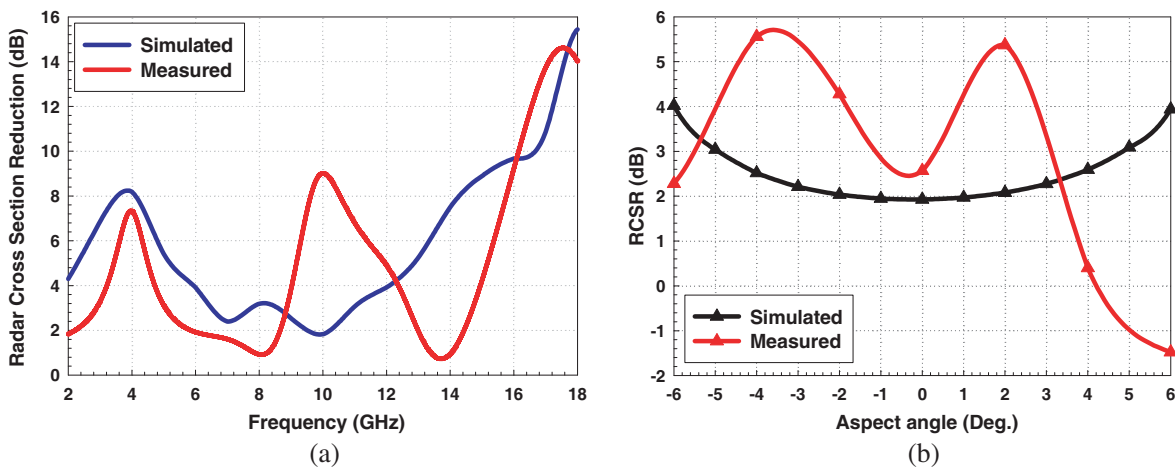 Radar Cross Section Reduction (dB)
16
14
12
10
8
6
4
2
0
Simulated
Measured
2 4 6 8 10 12 14 16 18
Frequency (GHz)
(a)
RCSR (dB)
6
5
4
3
2
1
0
-1
-2
Simulated
Measured
-6 -5 -4 -3 -2 -1 0 1 2 3 4 5 6
Aspect angle (Deg.)
(b)